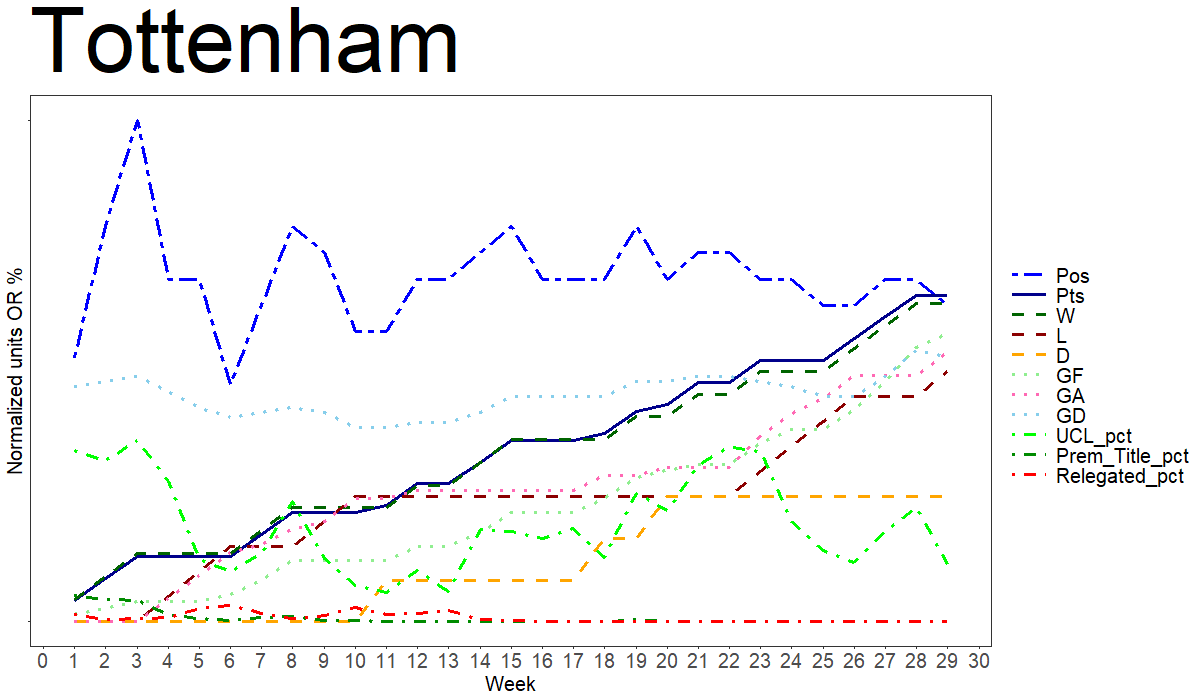 Tottenham
Normalized units OR %
Pos
Pts
W
L
D
GF
GA
GD
UCL_pct
Prem_Title_pct
Relegated_pct
0 1 2 3 4 5 6 7 8 9 10 11 12 13 14 15 16 17 18 19 20 21 22 23 24 25 26 27 28 29 30
Week